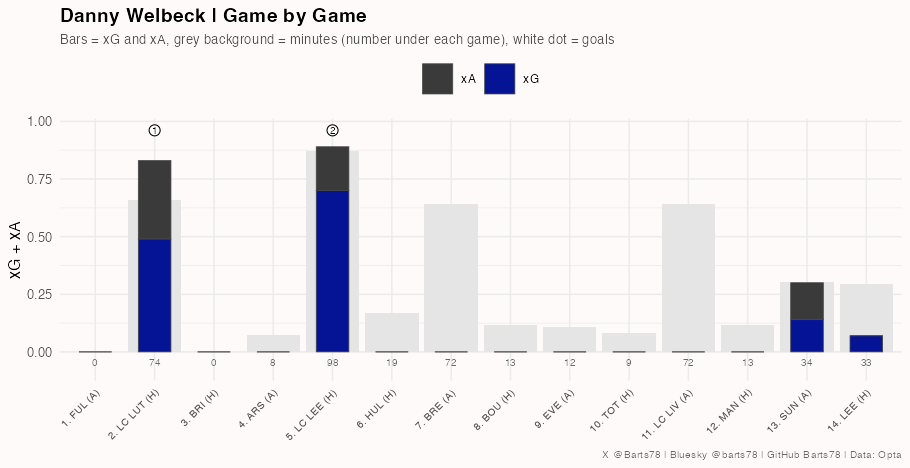 Danny Welbeck | Game by Game
Bars = xG and xA, grey background = minutes (number under each game), white dot = goals
xA xG
xG + xA
1.00
0.75
0.50
0.25
0.00
1 2
0 74 0 8 98 19 72 13 12 9 72 13 34 33
1. FUL (A)
2. LC LUT (H)
3. BRI (H)
4. ARS (A)
5. LC LEE (H)
6. HUL (H)
7. BRE (A)
8. BOU (H)
9. EVE (A)
10. TOT (H)
11. LC LIV (A)
12. MAN (H)
13. SUN (A)
14. LEE (H)
X @Barts78 | Bluesky @barts78 | GitHub Barts78 | Data: Opta